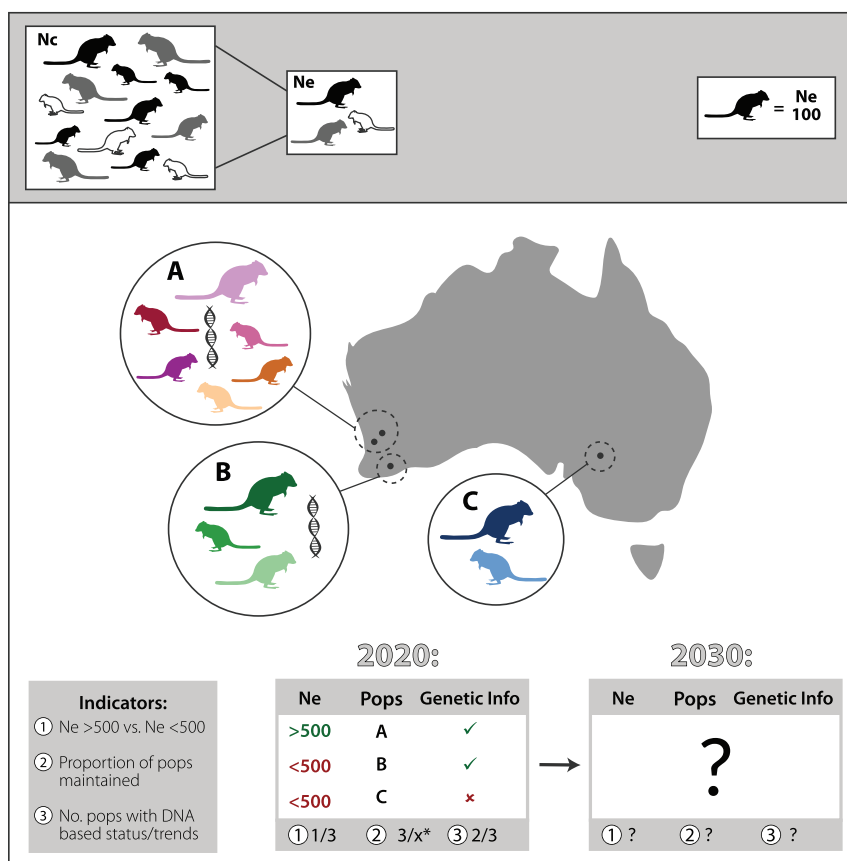 Nc
Ne
= Ne
100
A
B
C
2020:
2030:
Indicators:
1 Ne >500 vs. Ne <500
2 Proportion of pops
maintained
3 No. pops with DNA
based status/trends
Ne Pops Genetic Info
>500 A ✓
<500 B ✓
<500 C ✘
1 1/3 2 3/x* 3 2/3
Ne Pops Genetic Info
?
1 ? 2 ? 3 ?